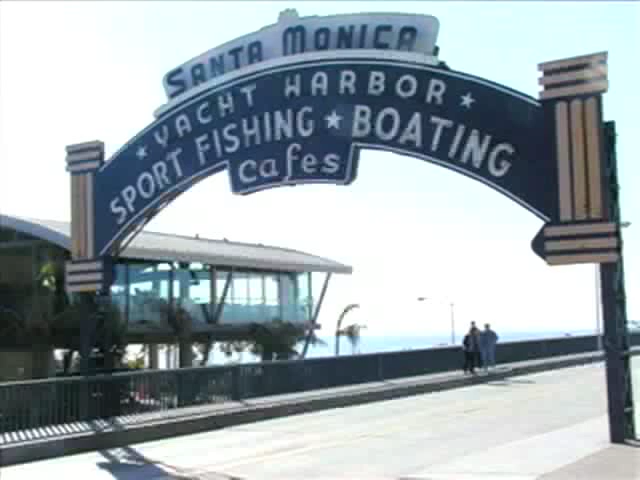 SANTA MONICA
★ YACHT HARBOR ★
SPORT FISHING ★ BOATING
cafes